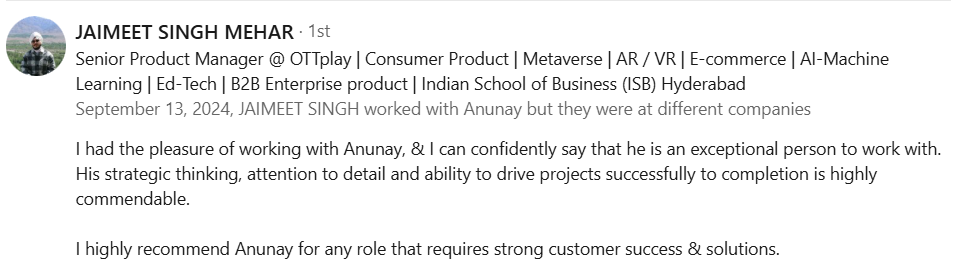 JAIMEET SINGH MEHAR · 1st
Senior Product Manager @ OTTplay | Consumer Product | Metaverse | AR / VR | E-commerce | AI-Machine
Learning | Ed-Tech | B2B Enterprise product | Indian School of Business (ISB) Hyderabad
September 13, 2024, JAIMEET SINGH worked with Anunay but they were at different companies
I had the pleasure of working with Anunay, & I can confidently say that he is an exceptional person to work with.
His strategic thinking, attention to detail and ability to drive projects successfully to completion is highly
commendable.
I highly recommend Anunay for any role that requires strong customer success & solutions.